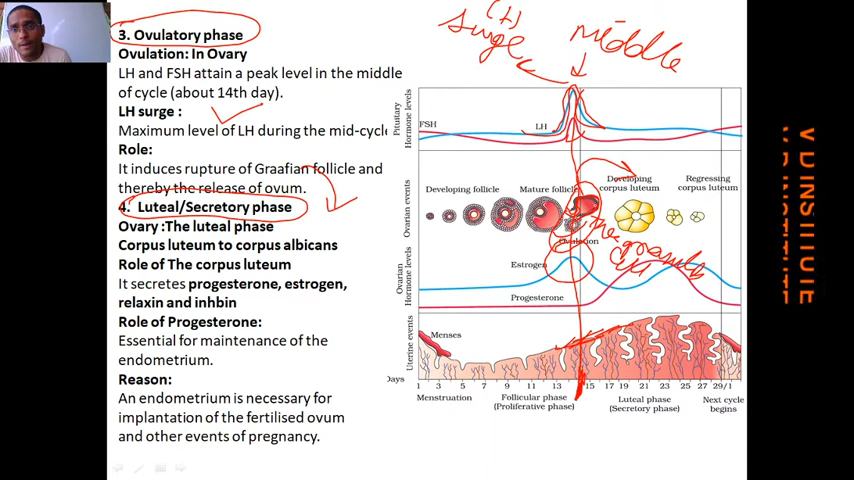 3. Ovulatory phase
Ovulation: In Ovary
LH and FSH attain a peak level in the middle
of cycle (about 14th day).
LH surge :
Maximum level of LH during the mid-cycle
Role:
It induces rupture of Graafian follicle and
thereby the release of ovum.
4. Luteal/Secretory phase
Ovary :The luteal phase
Corpus luteum to corpus albicans
Role of The corpus luteum
It secretes progesterone, estrogen,
relaxin and inhbin
Role of Progesterone:
Essential for maintenance of the
endometrium.
Reason:
An endometrium is necessary for
implantation of the fertilised ovum
and other events of pregnancy.
surge
middle
Pituitary
Hormone levels
FSH
LH
Ovarian events
Developing follicle
Mature follicle
Developing
corpus luteum
Regressing
corpus luteum
Ovulation
Ovarian
Hormone levels
Estrogen
Progesterone
Uterine events
Menses
Days
1 3 5 7 9 11 13 15 17 19 21 23 25 27 29/1
Menstruation
Follicular phase
(Proliferative phase)
Luteal phase
(Secretory phase)
Next cycle
begins
V D INSTITUTE